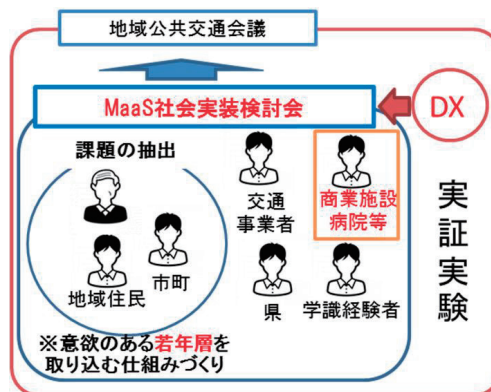 地域公共交通会議
MaaS社会実装検討会
DX
課題の抽出
地域住民
市町
交通
事業者
商業施設
病院等
県
学識経験者
※意欲のある若年層を
取り込む仕組みづくり
実証実験